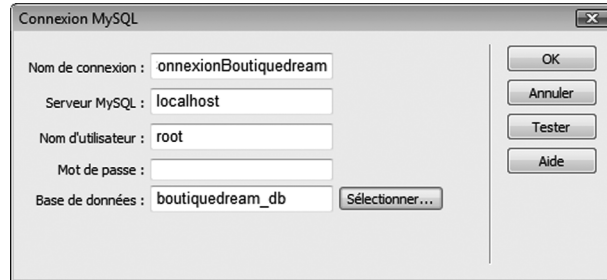 Connexion MySQL
Nom de connexion : onnexionBoutiquedream
Serveur MySQL : localhost
Nom d'utilisateur : root
Mot de passe :
Base de données : boutiquedream_db Sélectionner...
OK
Annuler
Tester
Aide